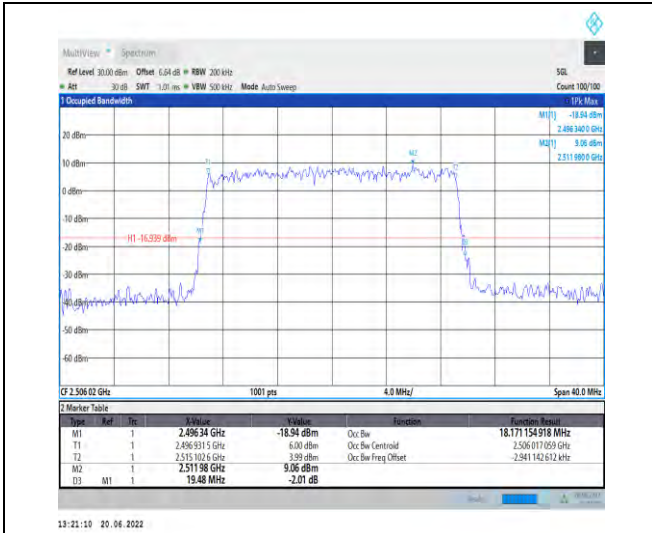 MultiView Spectrum
Ref Level 30.00 dBm Offset 6.64 dB RBW 200 kHz SGL
Att 30 dB SWT 1.01 ms VBW 500 kHz Mode Auto Sweep Count 100/100
1 Occupied Bandwidth 1Pk Max
M1[1] -18.94 dBm
2.496 340 0 GHz
20 dBm
M2[1] 9.06 dBm
2.511 980 0 GHz
M2
10 dBm
T1
T2
0 dBm
-10 dBm
M1
H1 -16.939 dBm
-20 dBm
-30 dBm
-40 dBm
-50 dBm
-60 dBm
CF 2.506 02 GHz 1001 pts 4.0 MHz/ Span 40.0 MHz
2 Marker Table
Type Ref Trc X-Value Y-Value Function Function Result
M1 1 2.496 34 GHz -18.94 dBm Occ Bw 18.171 154 918 MHz
T1 1 2.496 931 5 GHz 6.00 dBm Occ Bw Centroid 2.506 017 059 GHz
T2 1 2.515 102 6 GHz 3.99 dBm Occ Bw Freq Offset -2.941 142 612 kHz
M2 1 2.511 98 GHz 9.06 dBm
D3 M1 1 19.48 MHz -2.01 dB
13:21:10 20.06.2022